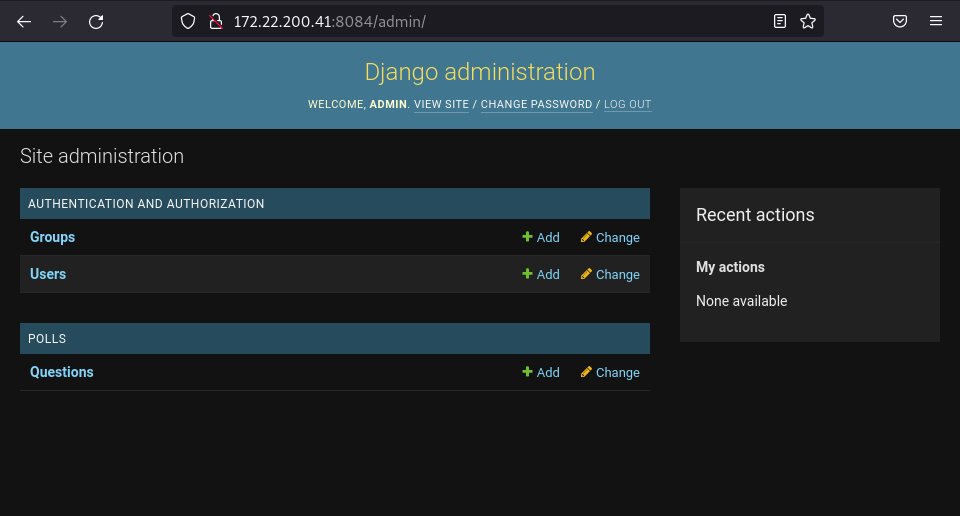 172.22.200.41:8084/admin/
Django administration
WELCOME, ADMIN. VIEW SITE / CHANGE PASSWORD / LOG OUT
Site administration
AUTHENTICATION AND AUTHORIZATION
Groups Add Change
Users Add Change
POLLS
Questions Add Change
Recent actions
My actions
None available